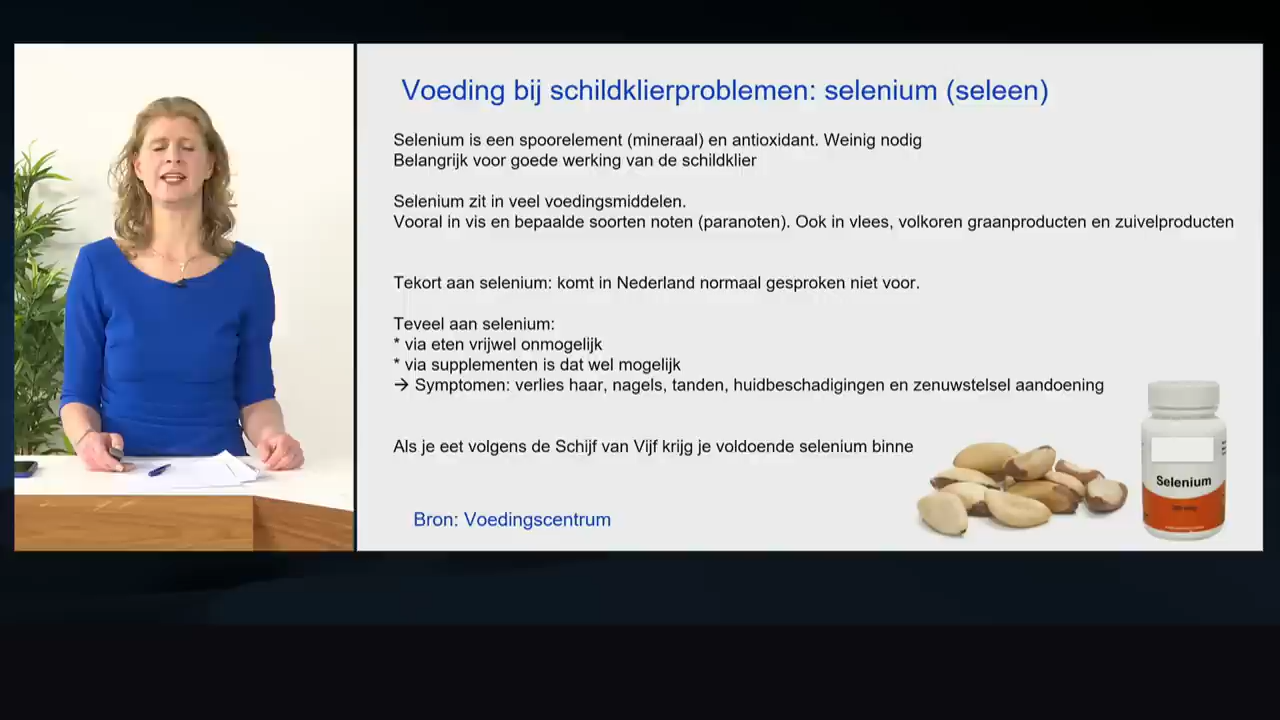 Voeding bij schildklierproblemen: selenium (seleen)
Selenium is een spoorelement (mineraal) en antioxidant. Weinig nodig
Belangrijk voor goede werking van de schildklier
Selenium zit in veel voedingsmiddelen.
Vooral in vis en bepaalde soorten noten (paranoten). Ook in vlees, volkoren graanproducten en zuivelproducten
Tekort aan selenium: komt in Nederland normaal gesproken niet voor.
Teveel aan selenium:
* via eten vrijwel onmogelijk
* via supplementen is dat wel mogelijk
→ Symptomen: verlies haar, nagels, tanden, huidbeschadigingen en zenuwstelsel aandoening
Als je eet volgens de Schijf van Vijf krijg je voldoende selenium binne
Selenium
Bron: Voedingscentrum